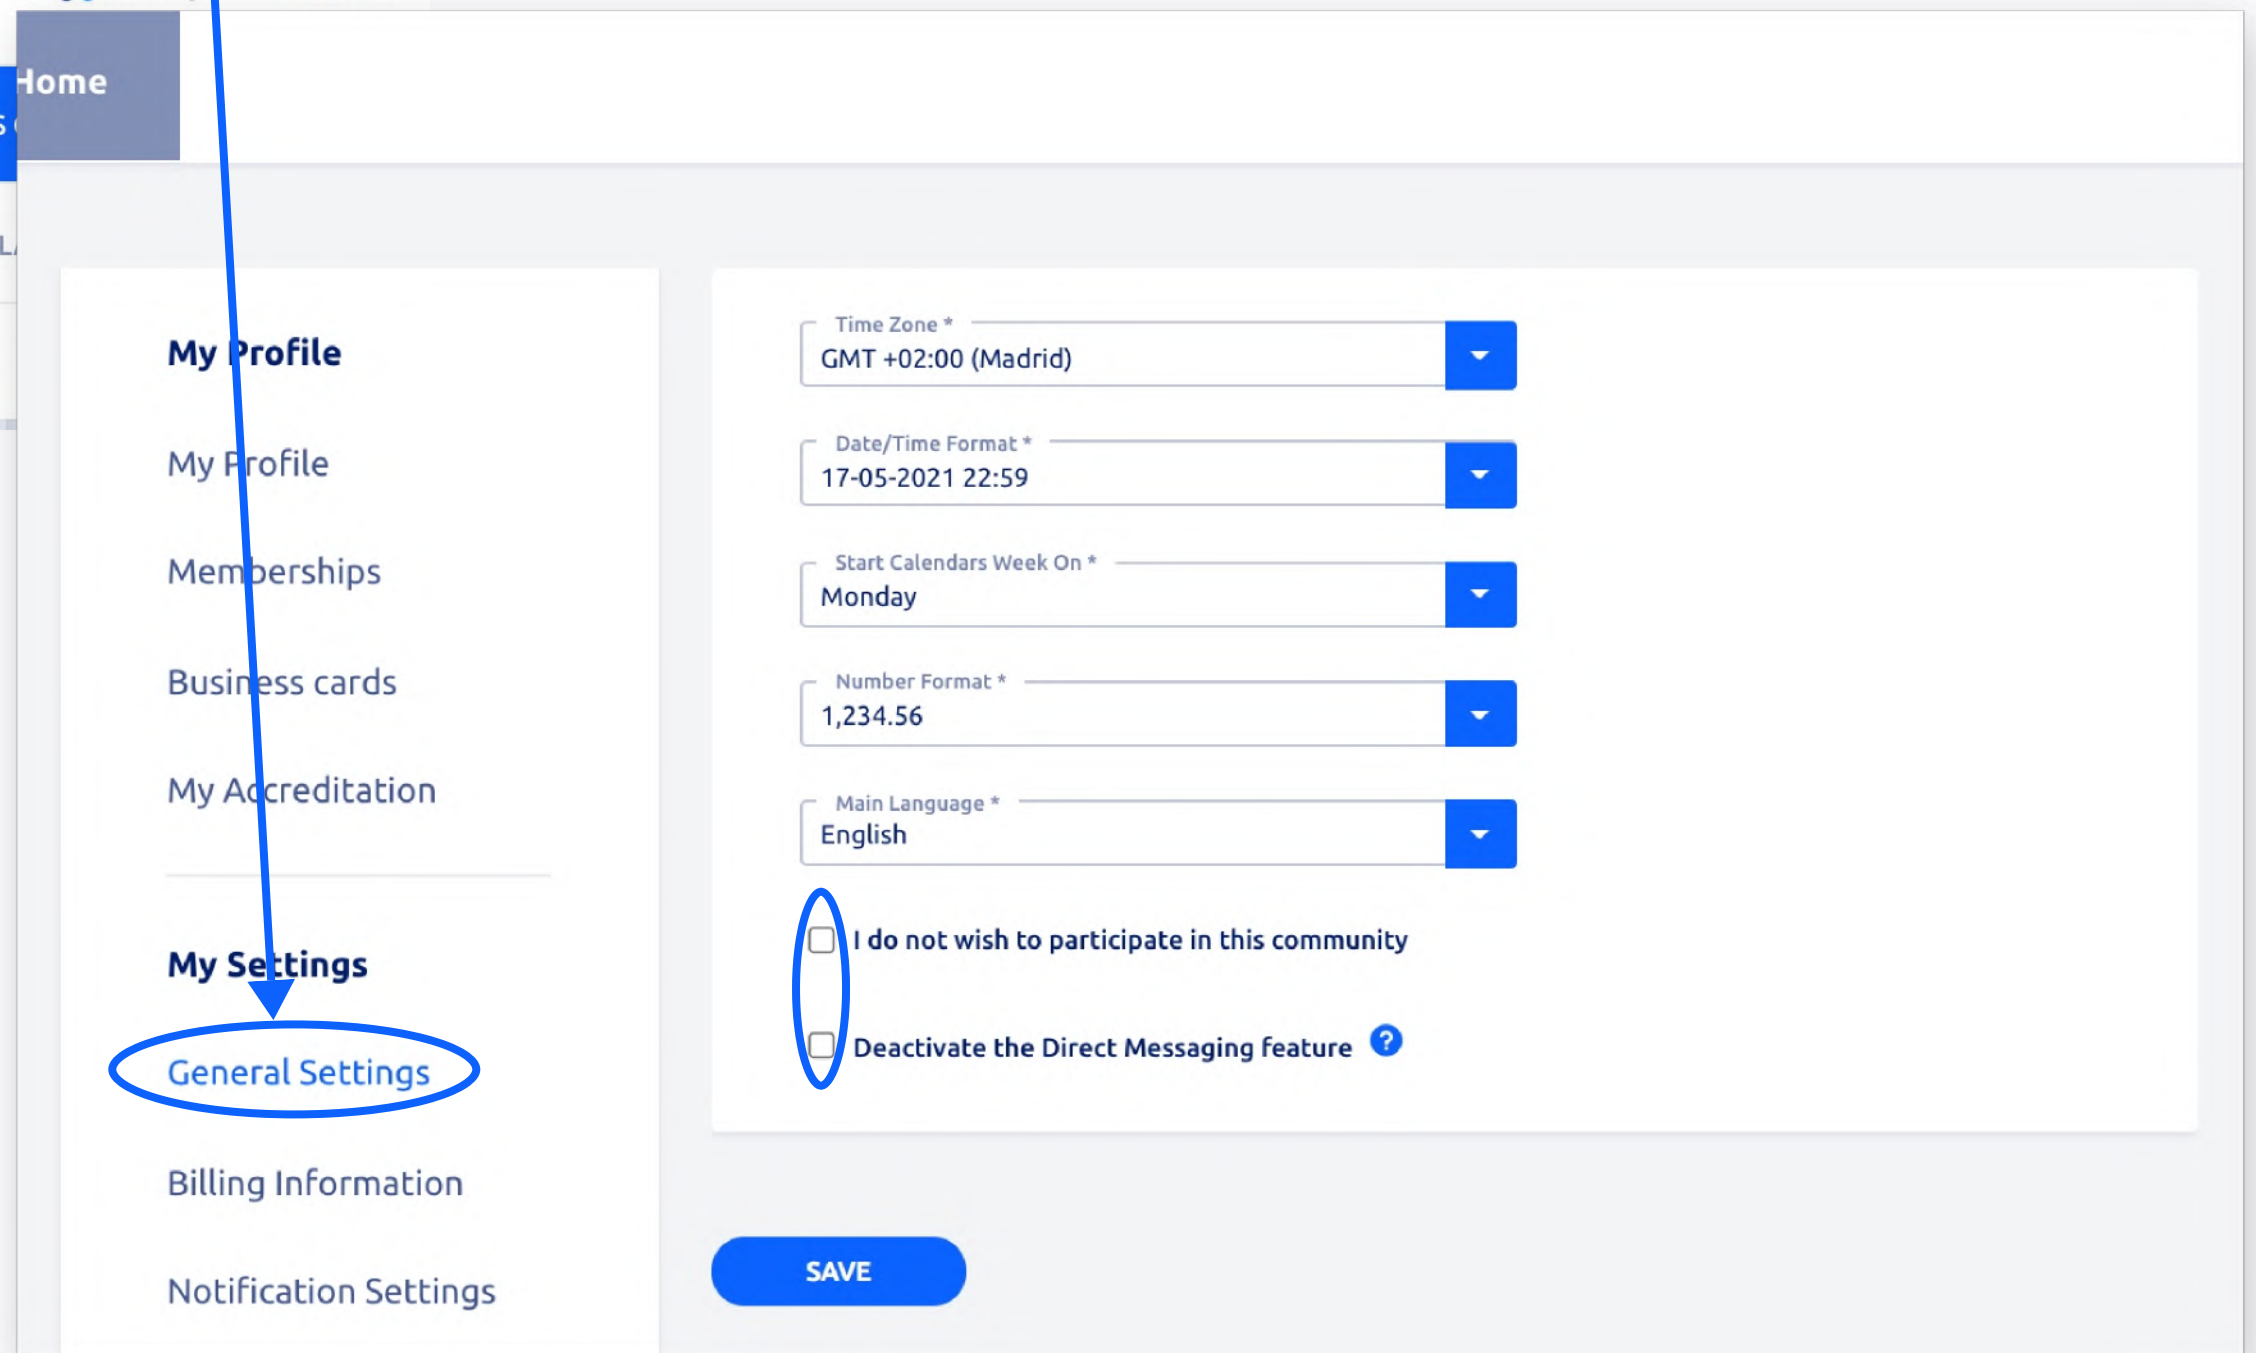 Home
My Profile
My Profile
Memberships
Business cards
My Accreditation
My Settings
General Settings
Billing Information
Notification Settings
Time Zone *
GMT +02:00 (Madrid)
Date/Time Format *
17-05-2021 22:59
Start Calendars Week On *
Monday
Number Format *
1,234.56
Main Language *
English
I do not wish to participate in this community
Deactivate the Direct Messaging feature ?
SAVE